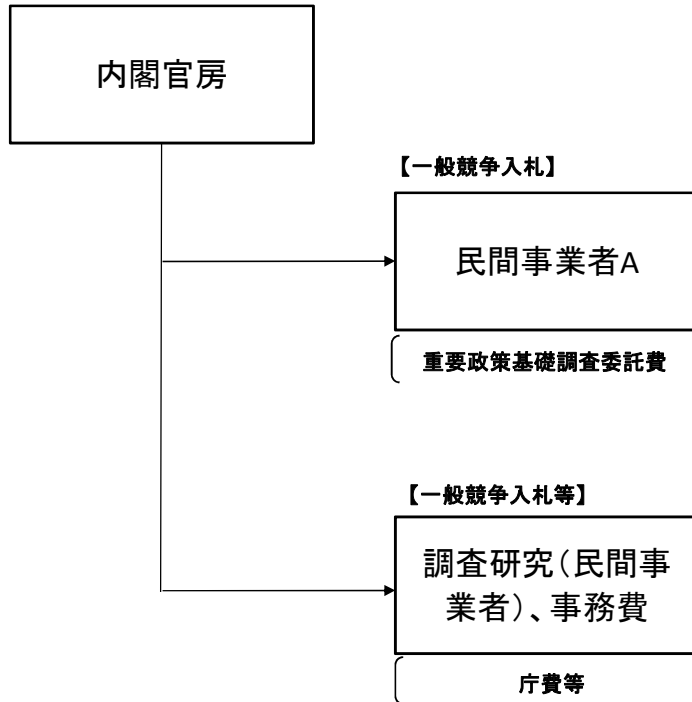 内閣官房
【一般競争入札】
民間事業者A
重要政策基礎調査委託費
【一般競争入札等】
調査研究(民間事
業者)、事務費
庁費等